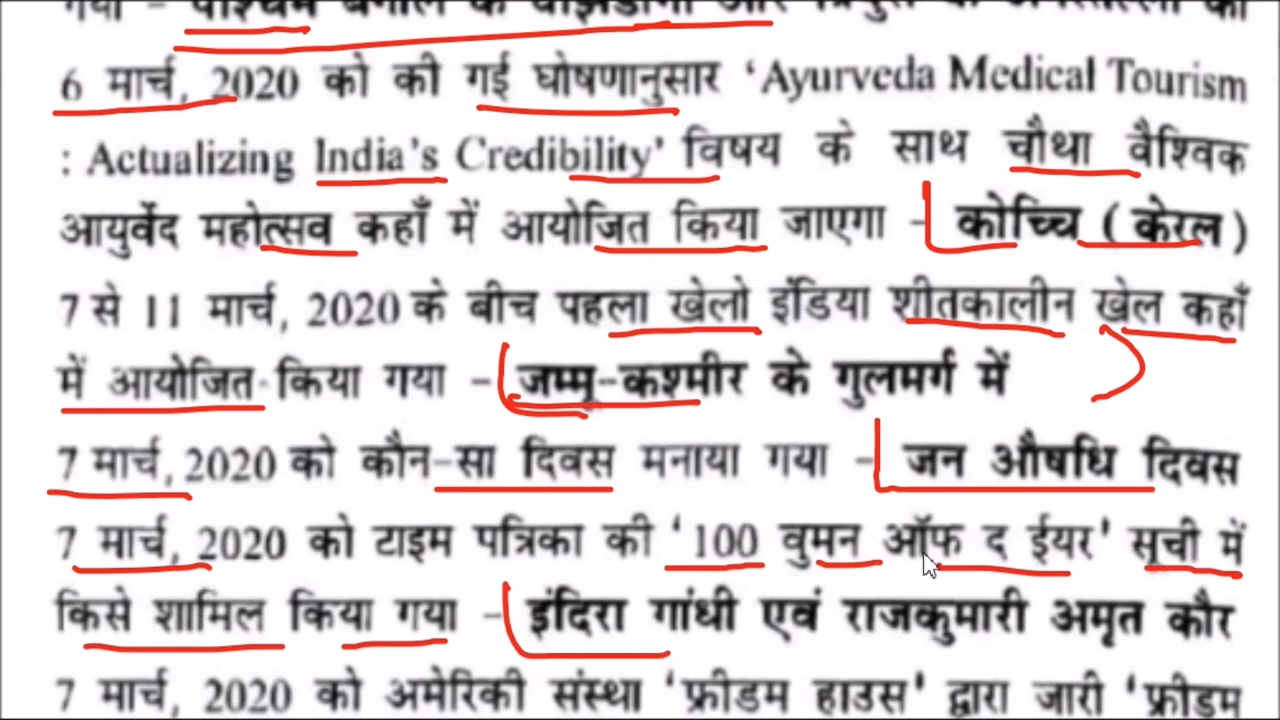 गया - पश्चिम बंगाल के
6 मार्च, 2020 को की गई घोषणानुसार ‘Ayurveda Medical Tourism
: Actualizing India’s Credibility’ विषय के साथ चौथा वैश्विक
आयुर्वेद महोत्सव कहाँ में आयोजित किया जाएगा - कोच्चि ( केरल )
7 से 11 मार्च, 2020 के बीच पहला खेलो इंडिया शीतकालीन खेल कहाँ
में आयोजित किया गया - जम्मू-कश्मीर के गुलमर्ग में
7 मार्च, 2020 को कौन-सा दिवस मनाया गया - जन औषधि दिवस
7 मार्च, 2020 को टाइम पत्रिका की ‘100 वुमन ऑफ द ईयर’ सूची में
किसे शामिल किया गया - इंदिरा गांधी एवं राजकुमारी अमृत कौर
7 मार्च, 2020 को अमेरिकी संस्था ‘फ्रीडम हाउस’ द्वारा जारी ‘फ्रीडम